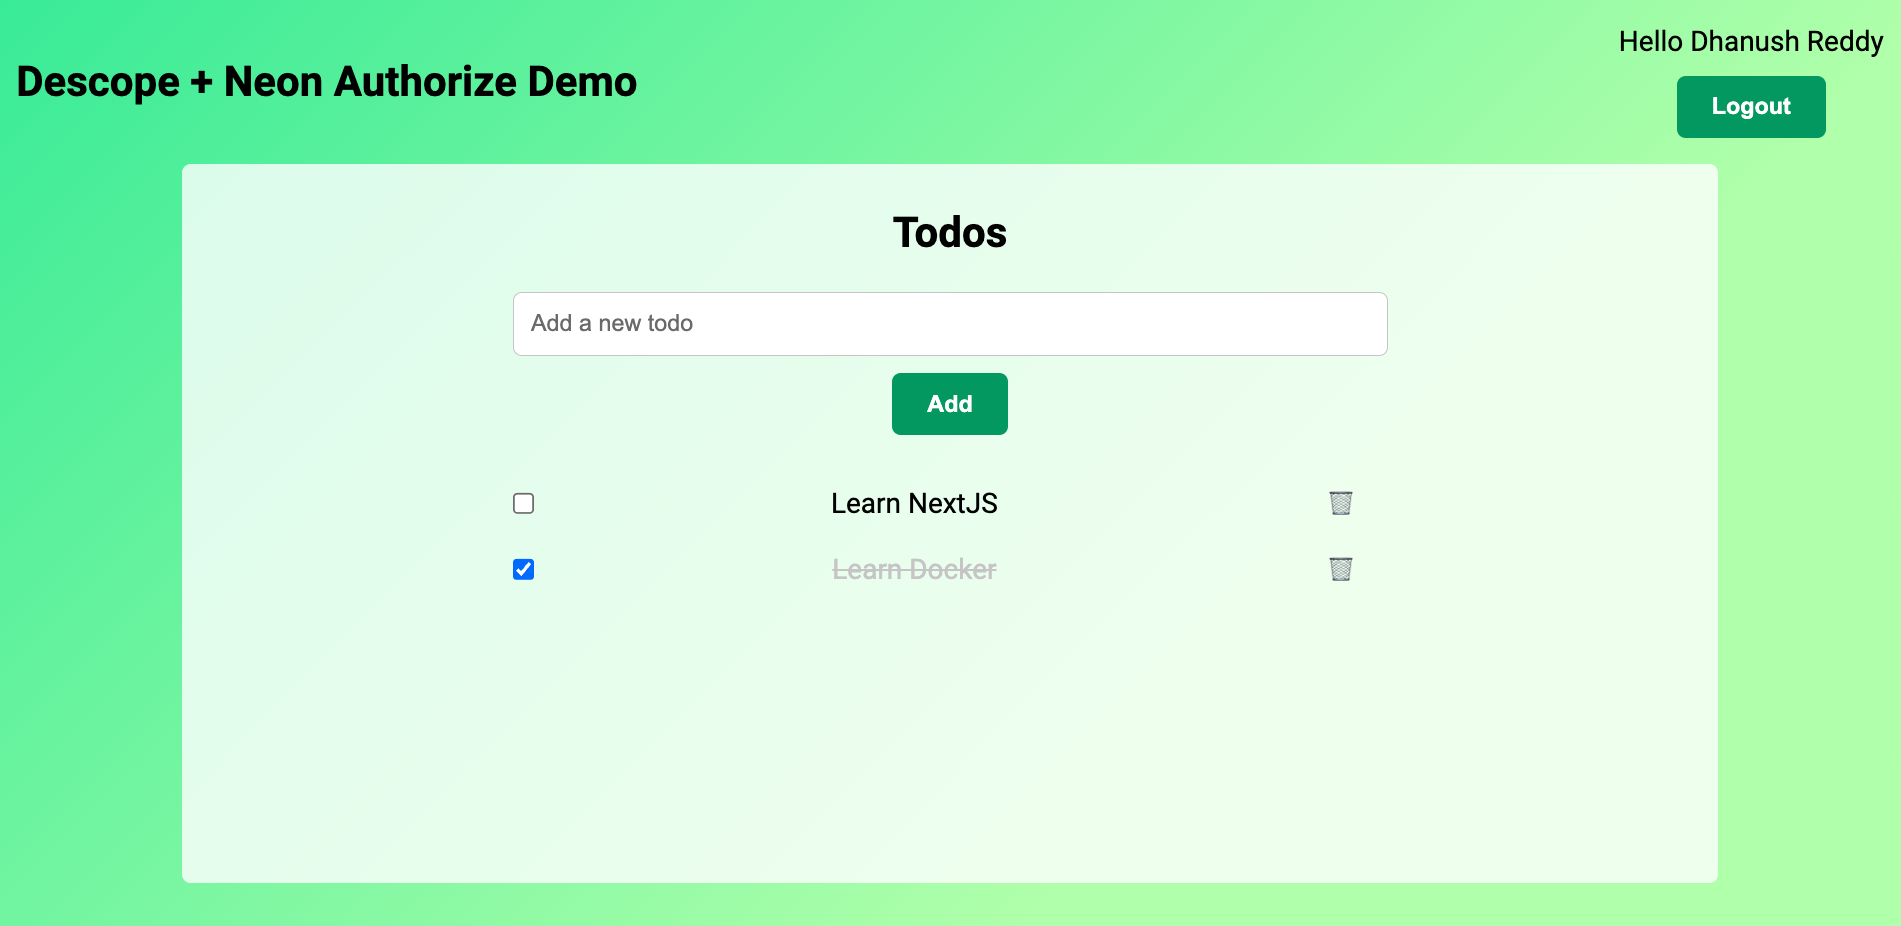 Hello Dhanush Reddy
Descope + Neon Authorize Demo
Logout
Todos
Add a new todo
Add
Learn NextJS
Learn Docker